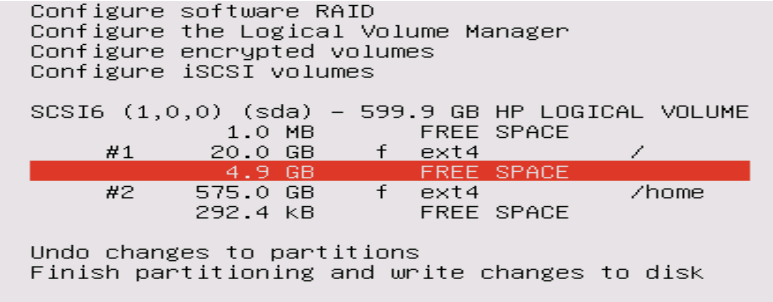 Configure software RAID
Configure the Logical Volume Manager
Configure encrypted volumes
Configure iSCSI volumes
SCSI6 (1,0,0) (sda) - 599.9 GB HP LOGICAL VOLUME
1.0 MB FREE SPACE
#1 20.0 GB f ext4 /
4.9 GB FREE SPACE
#2 575.0 GB f ext4 /home
292.4 kB FREE SPACE
Undo changes to partitions
Finish partitioning and write changes to disk